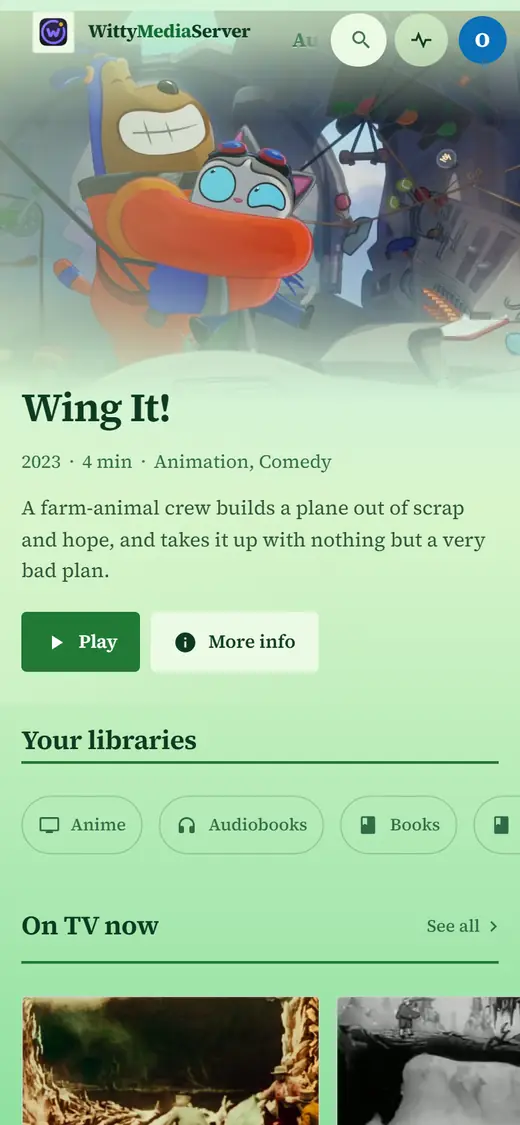 WittyMediaServer
Au
O
Wing It!
2023 · 4 min · Animation, Comedy
A farm-animal crew builds a plane out of scrap
and hope, and takes it up with nothing but a very
bad plan.
Play
More info
Your libraries
Anime
Audiobooks
Books
On TV now
See all